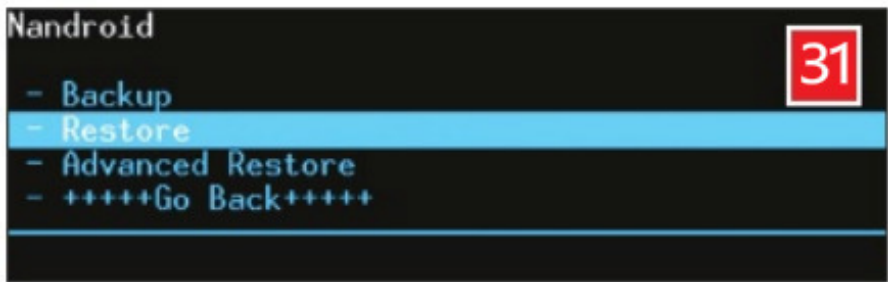 Nandroid
31
- Backup
- Restore
- Advanced Restore
- +++++Go Back+++++